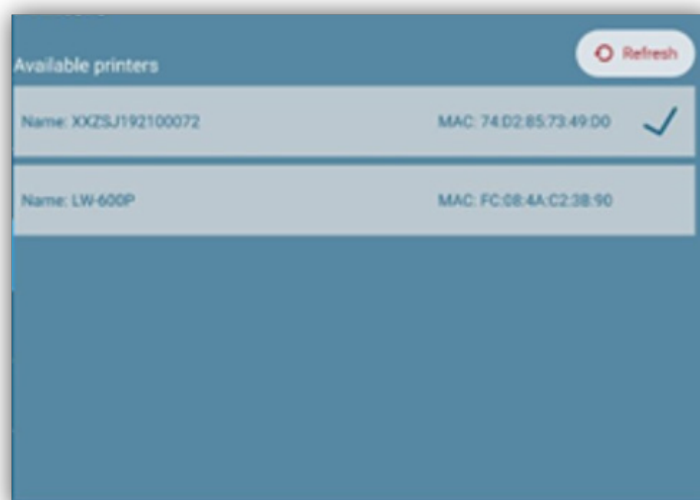 Refresh
Available printers
Name: XXZSJ192100072 MAC: 74:D2:85:73:49:D0
Name: LW-600P MAC: FC:08:4A:C2:3B:90